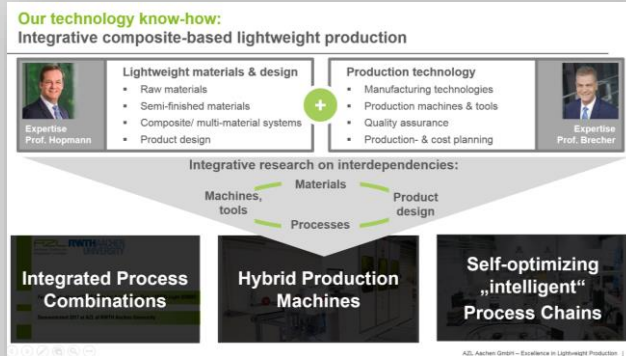 Our technology know-how:
Integrative composite-based lightweight production
Expertise
Prof. Hopmann
Lightweight materials & design
▪ Raw materials
▪ Semi-finished materials
▪ Composite/ multi-material systems
▪ Product design
+
Production technology
▪ Manufacturing technologies
▪ Production machines & tools
▪ Quality assurance
▪ Production- & cost planning
Expertise
Prof. Brecher
Integrative research on interdependencies:
Materials
Machines,
tools
Product
design
Processes
AZL RWTH AACHEN
UNIVERSITY
Integrated Process
Combinations
Hybrid Production
Machines
Self-optimizing
„intelligent“
Process Chains
AZL Aachen GmbH – Excellence in Lightweight Production |